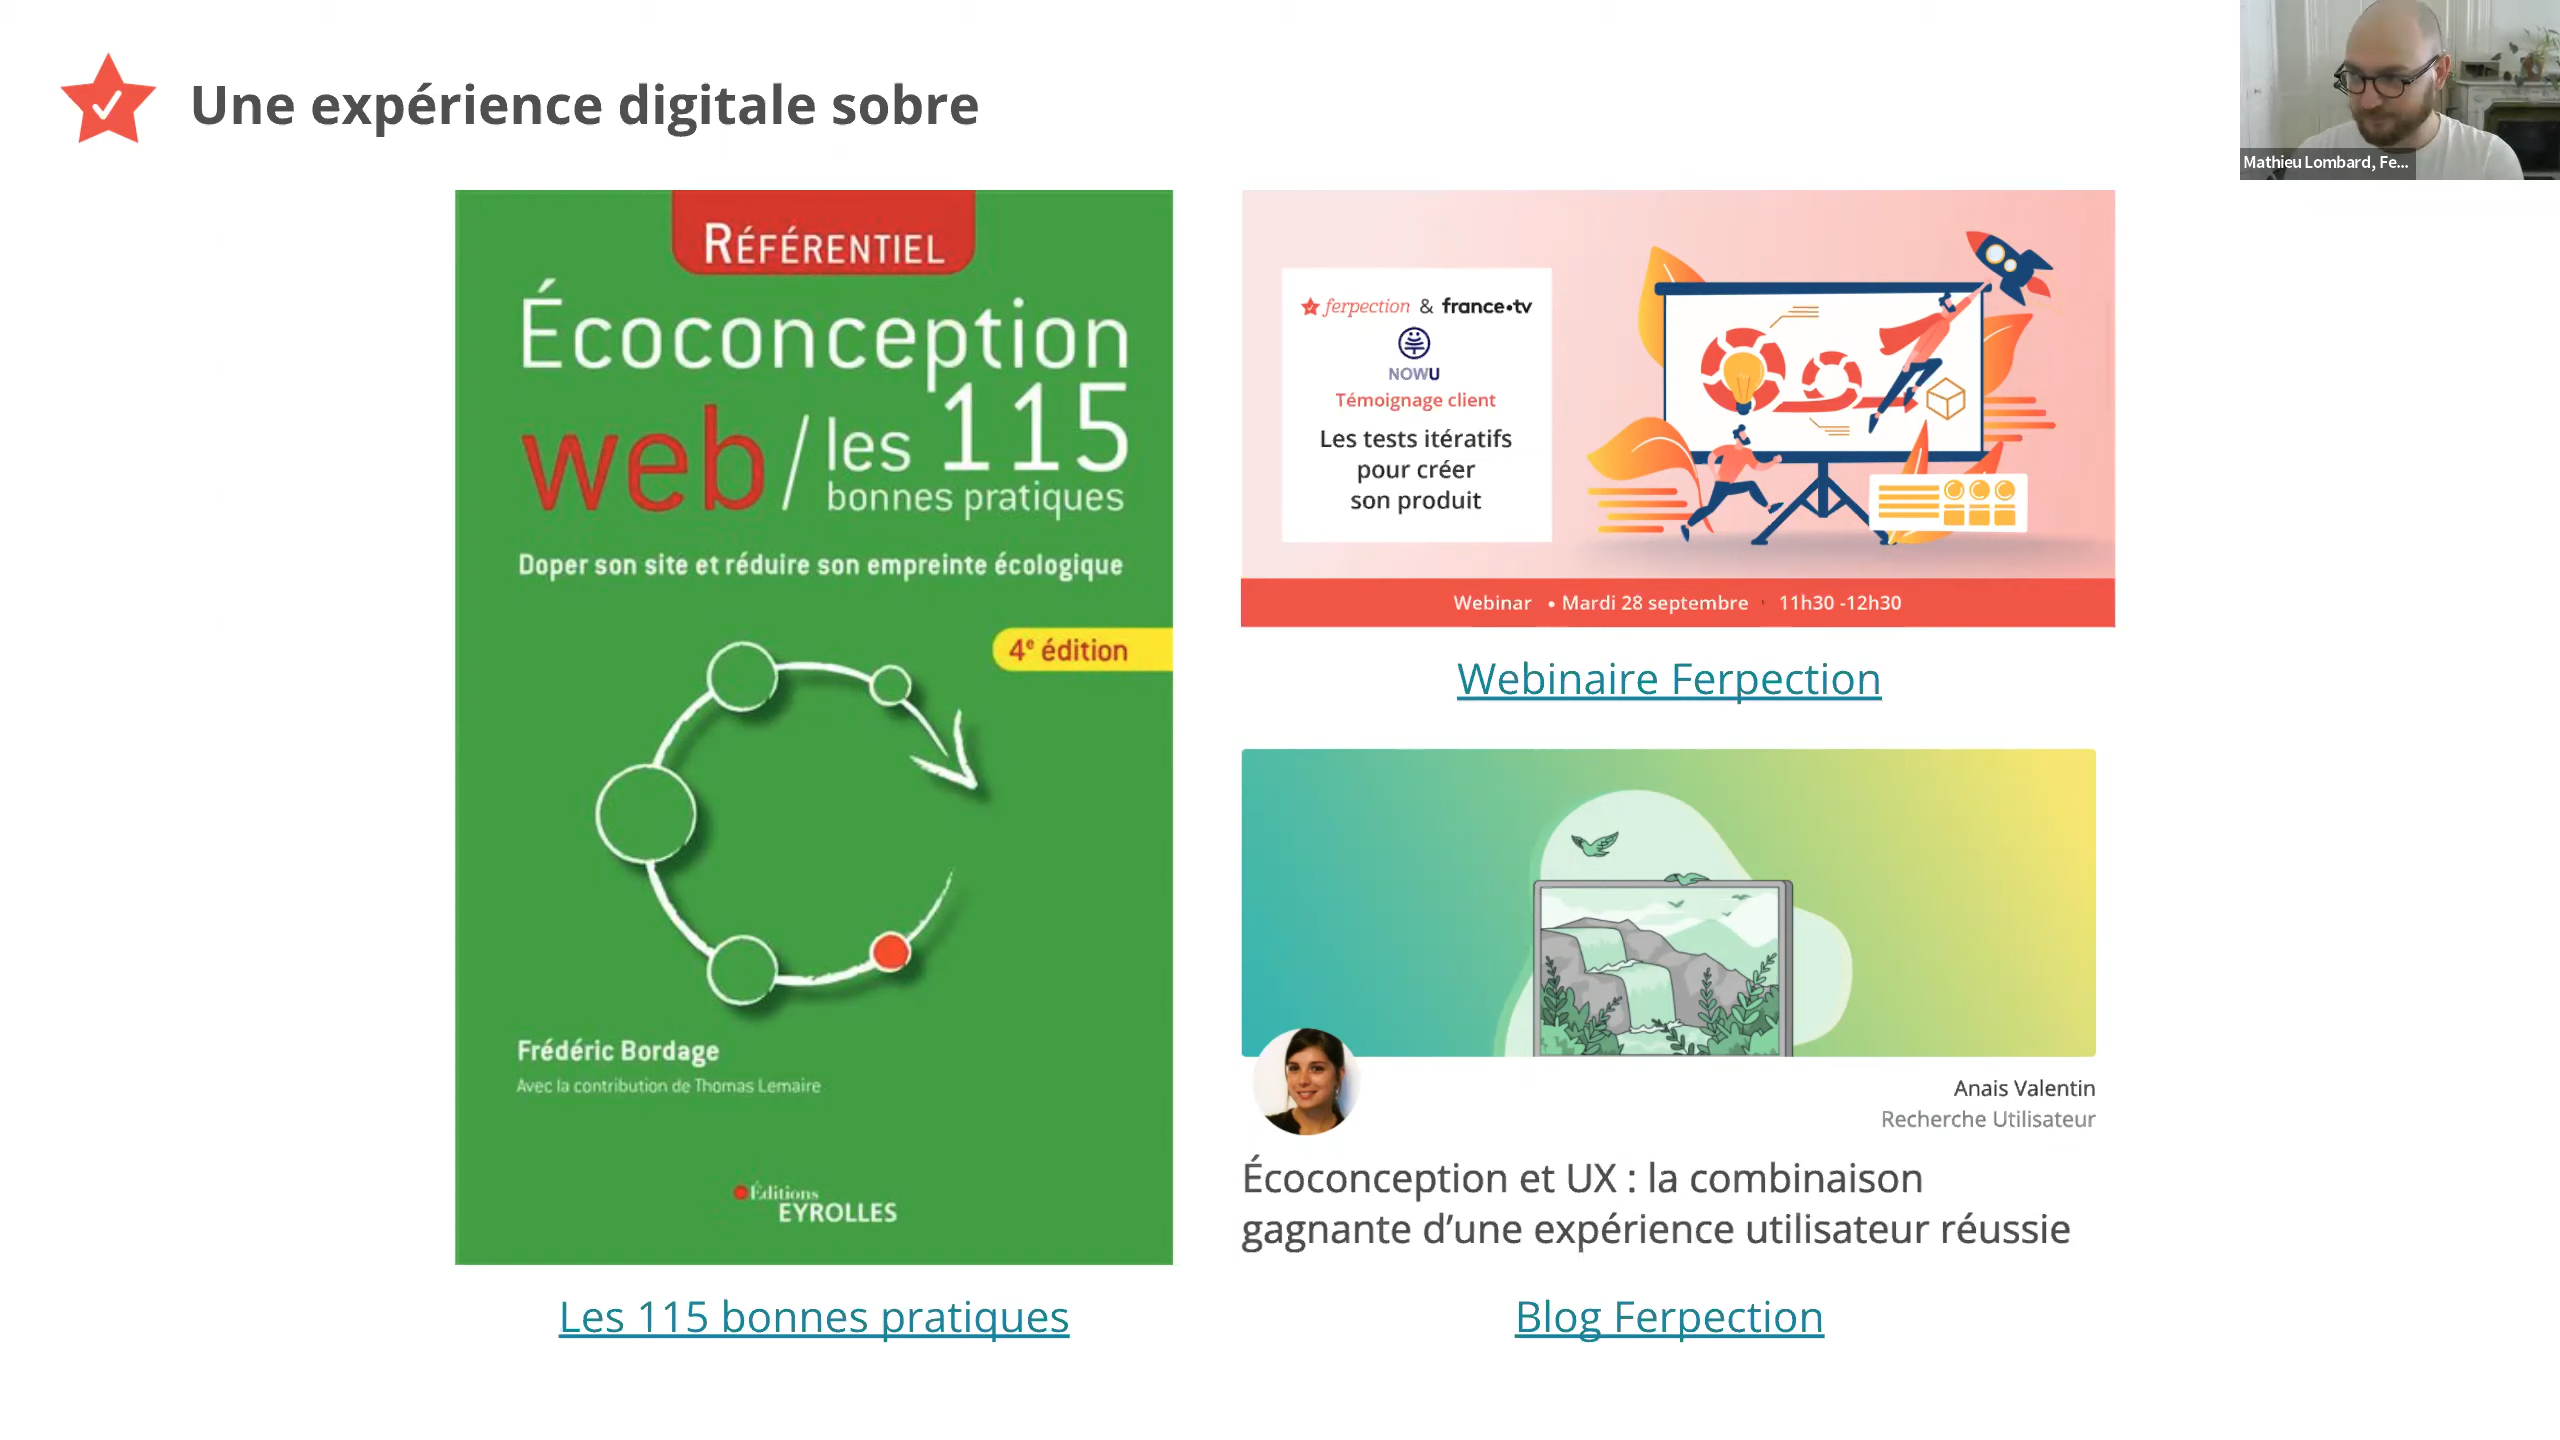 Une expérience digitale sobre
Mathieu Lombard, Fe...
RÉFÉRENTIEL
Écoconception
web / les 115
bonnes pratiques
Doper son site et réduire son empreinte écologique
4e édition
Frédéric Bordage
Avec la contribution de Thomas Lemaire
Éditions
EYROLLES
Les 115 bonnes pratiques
ferpection & france•tv
NOWU
Témoignage client
Les tests itératifs
pour créer
son produit
Webinar • Mardi 28 septembre · 11h30 -12h30
Webinaire Ferpection
Anais Valentin
Recherche Utilisateur
Écoconception et UX : la combinaison
gagnante d’une expérience utilisateur réussie
Blog Ferpection